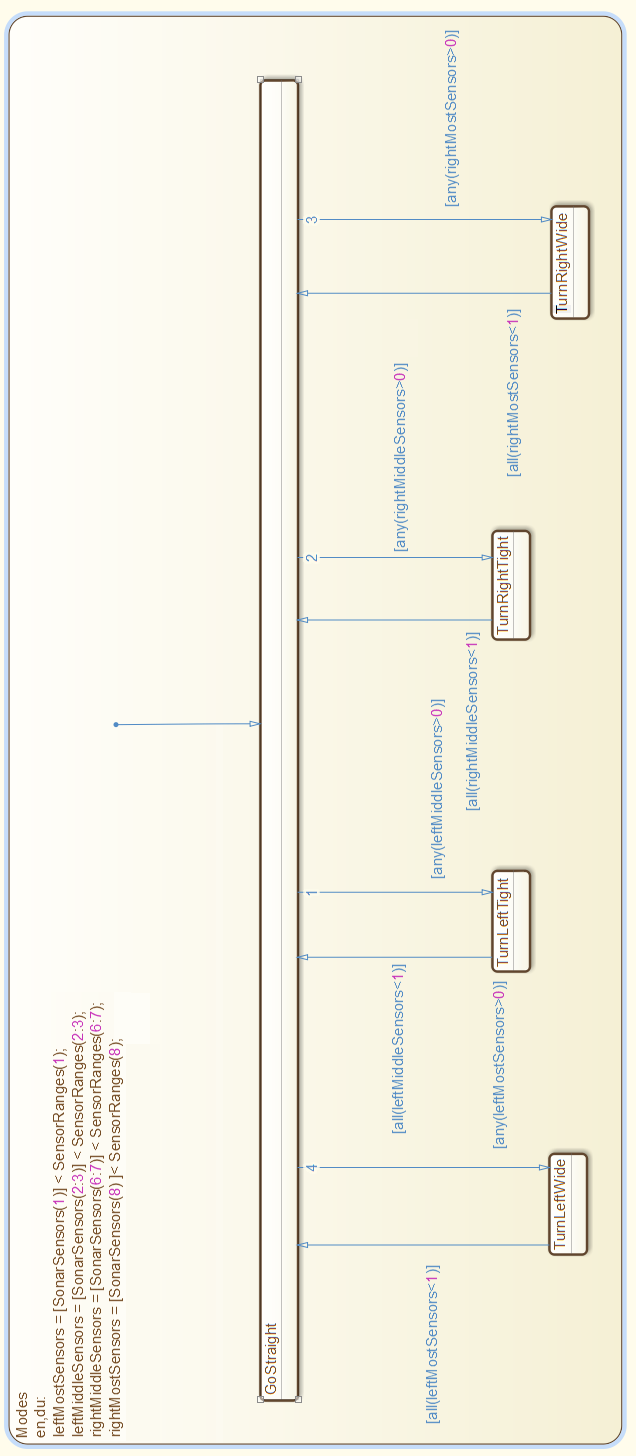 Modes
en,du:
leftMostSensors = [SonarSensors(1)] < SensorRanges(1);
leftMiddleSensors = [SonarSensors(2:3)] < SensorRanges(2:3);
rightMiddleSensors = [SonarSensors(6:7)] < SensorRanges(6:7);
rightMostSensors = [SonarSensors(8) ]< SensorRanges(8);
GoStraight
4
1
2
3
[all(leftMiddleSensors<1)]
[any(rightMiddleSensors>0)]
[any(rightMostSensors>0)]
[all(leftMostSensors<1)]
[any(leftMiddleSensors>0)]
[all(rightMiddleSensors<1)]
[any(leftMostSensors>0)]
[all(rightMostSensors<1)]
TurnLeftTight
TurnRightTight
TurnLeftWide
TurnRightWide